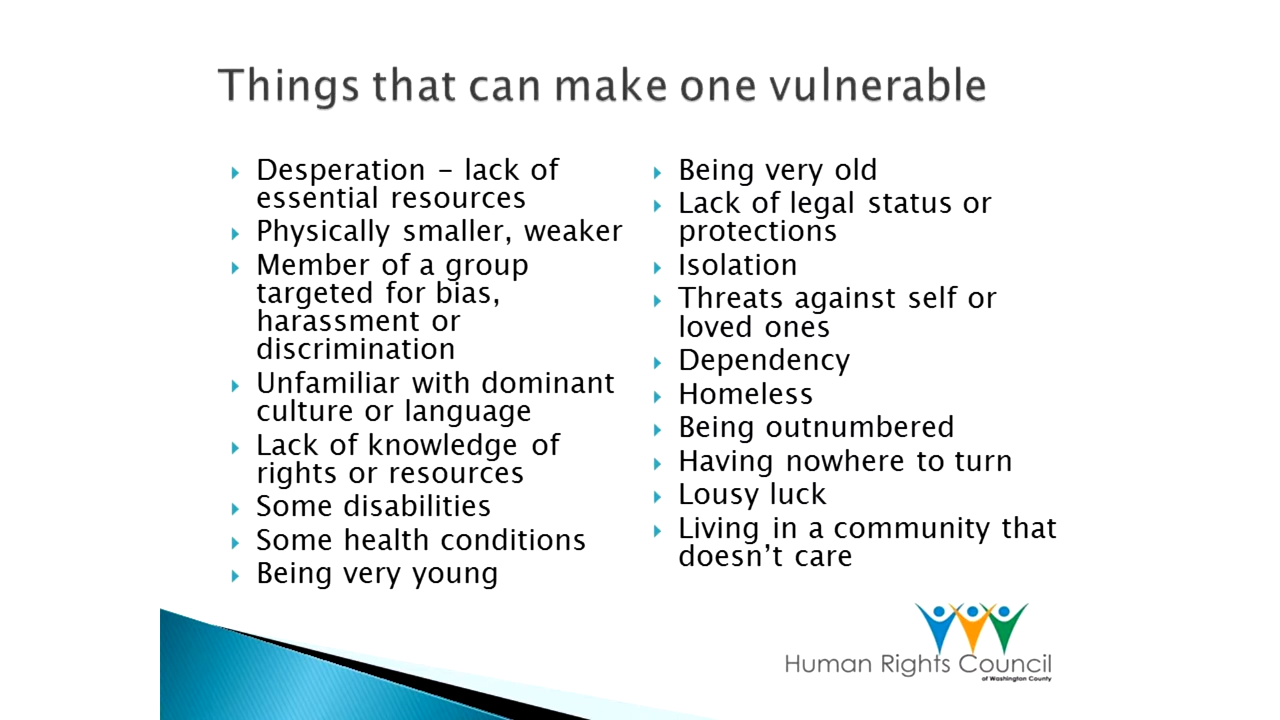 Things that can make one vulnerable
Desperation – lack of
essential resources
Physically smaller, weaker
Member of a group
targeted for bias,
harassment or
discrimination
Unfamiliar with dominant
culture or language
Lack of knowledge of
rights or resources
Some disabilities
Some health conditions
Being very young
Being very old
Lack of legal status or
protections
Isolation
Threats against self or
loved ones
Dependency
Homeless
Being outnumbered
Having nowhere to turn
Lousy luck
Living in a community that
doesn’t care
Human Rights Council
of Washington County